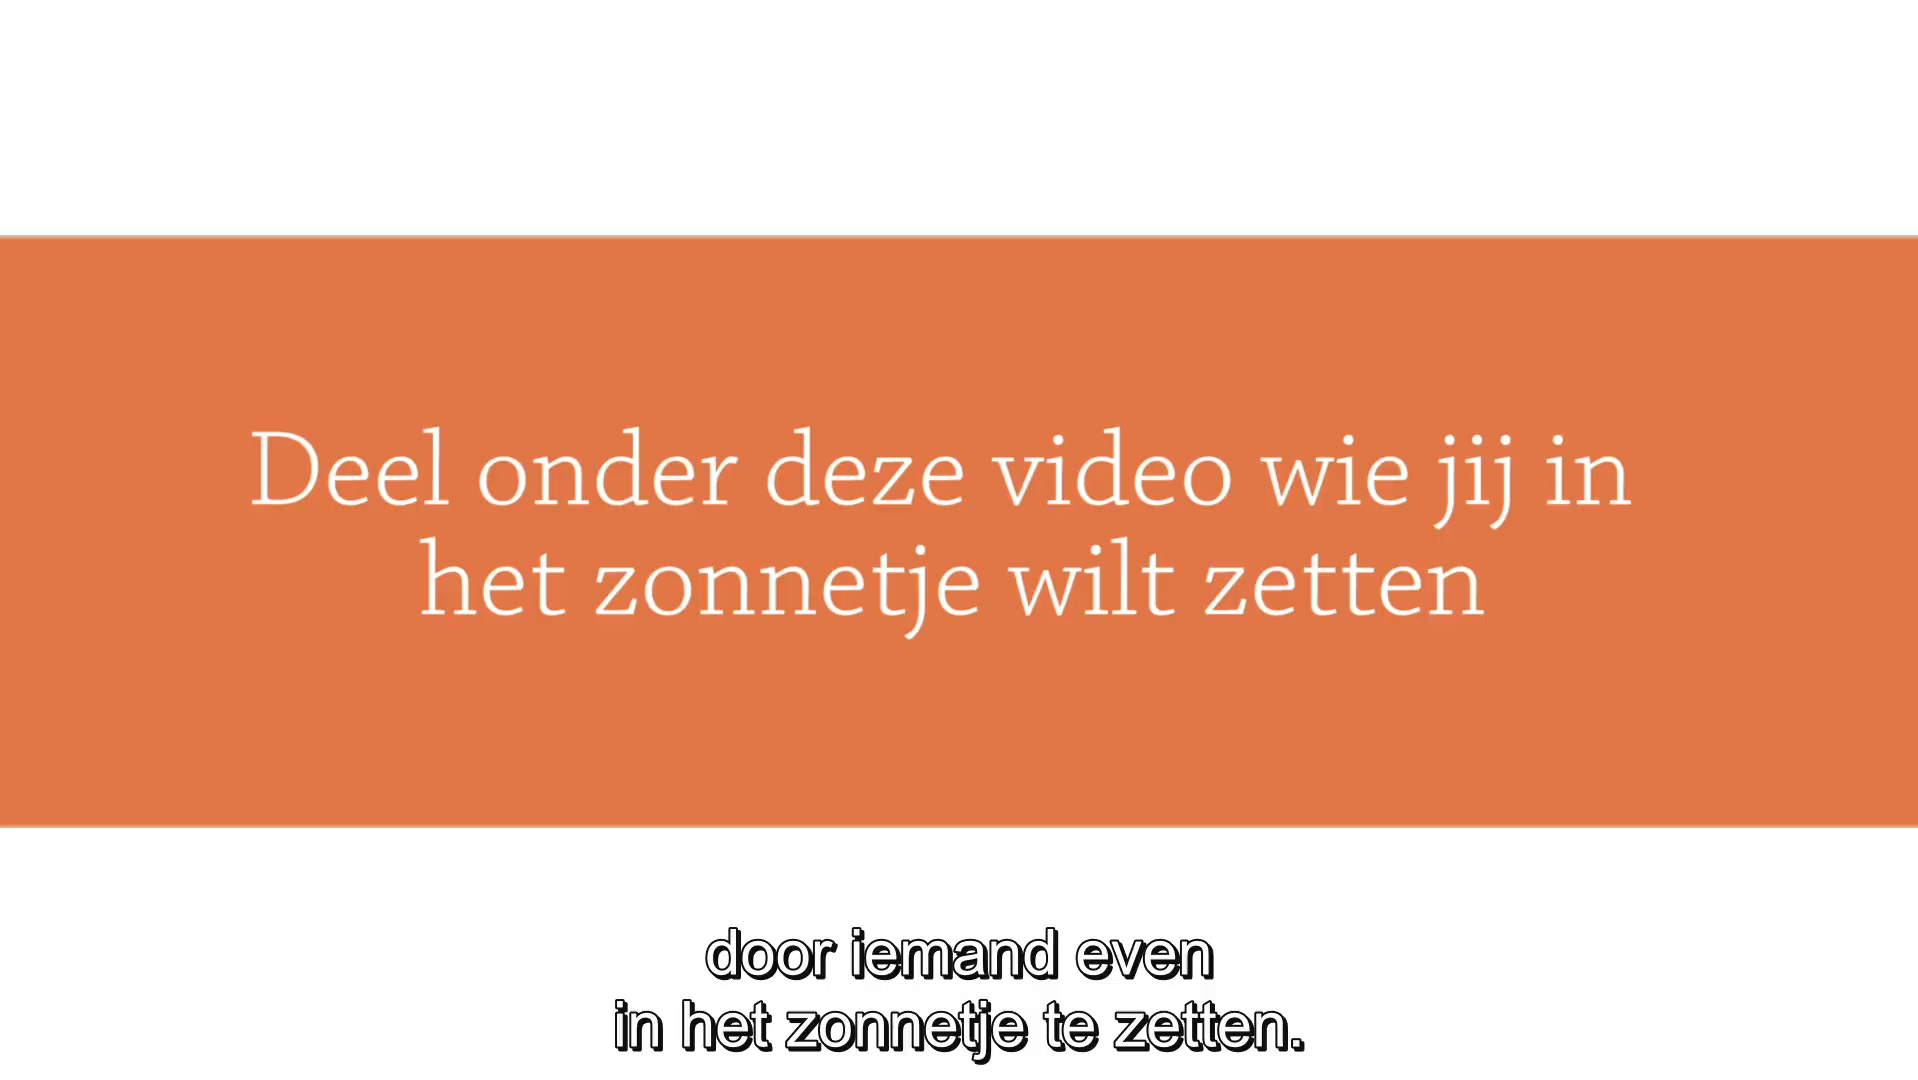 Deel onder deze video wie jij in
het zonnetje wilt zetten
door iemand even
in het zonnetje te zetten.